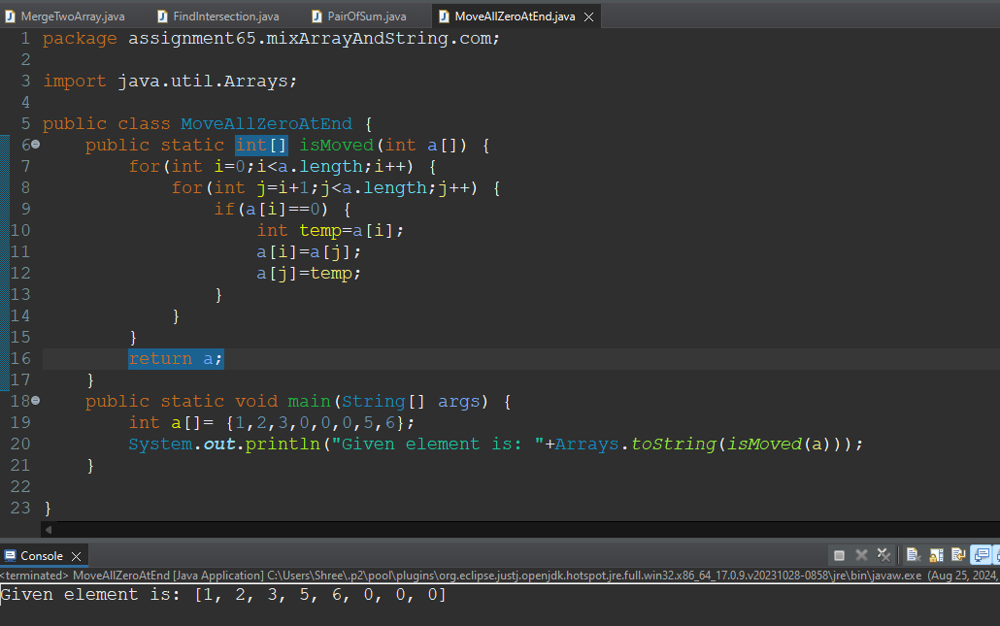 MergeTwoArray.java FindIntersection.java PairOfSum.java MoveAllZeroAtEnd.java
1 package assignment65.mixArrayAndString.com;
2
3 import java.util.Arrays;
4
5 public class MoveAllZeroAtEnd {
6 public static int[] isMoved(int a[]) {
7 for(int i=0;i<a.length;i++) {
8 for(int j=i+1;j<a.length;j++) {
9 if(a[i]==0) {
10 int temp=a[i];
11 a[i]=a[j];
12 a[j]=temp;
13 }
14 }
15 }
16 return a;
17 }
18 public static void main(String[] args) {
19 int a[]= {1,2,3,0,0,0,5,6};
20 System.out.println("Given element is: "+Arrays.toString(isMoved(a)));
21 }
22
23 }
Console
<terminated> MoveAllZeroAtEnd [Java Application] C:\Users\Shree\.p2\pool\plugins\org.eclipse.justj.openjdk.hotspot.jre.full.win32.x86_64_17.0.9.v20231028-0858\jre\bin\javaw.exe (Aug 25, 2024,
Given element is: [1, 2, 3, 5, 6, 0, 0, 0]